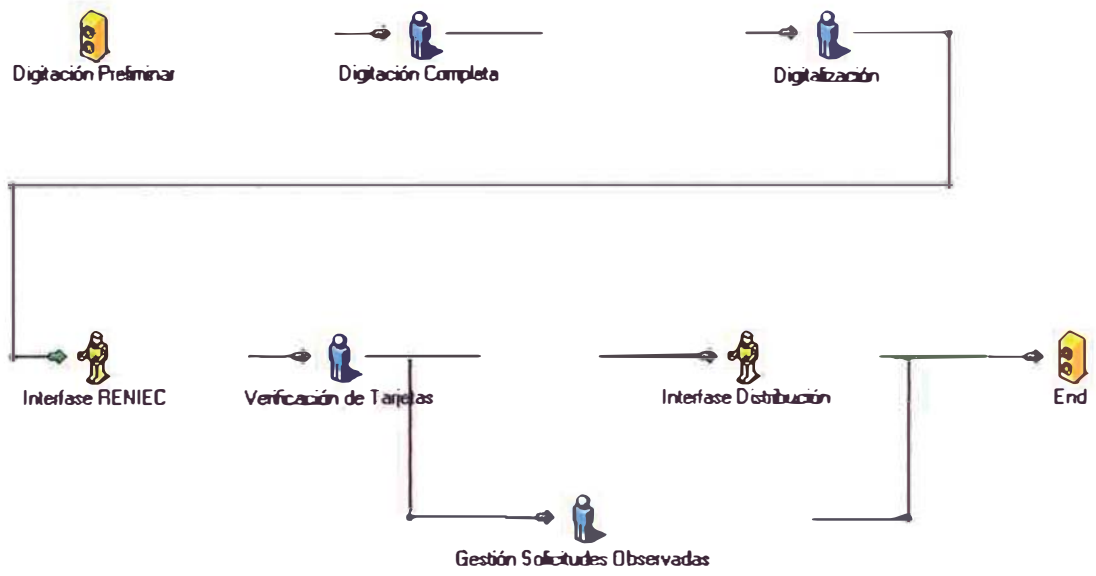 Digitación Preliminar
Digitación Completa
Digitalización
Interfase RENIEC
Verificación de Tarjetas
Interfase Distribución
End
Gestión Solicitudes Observadas